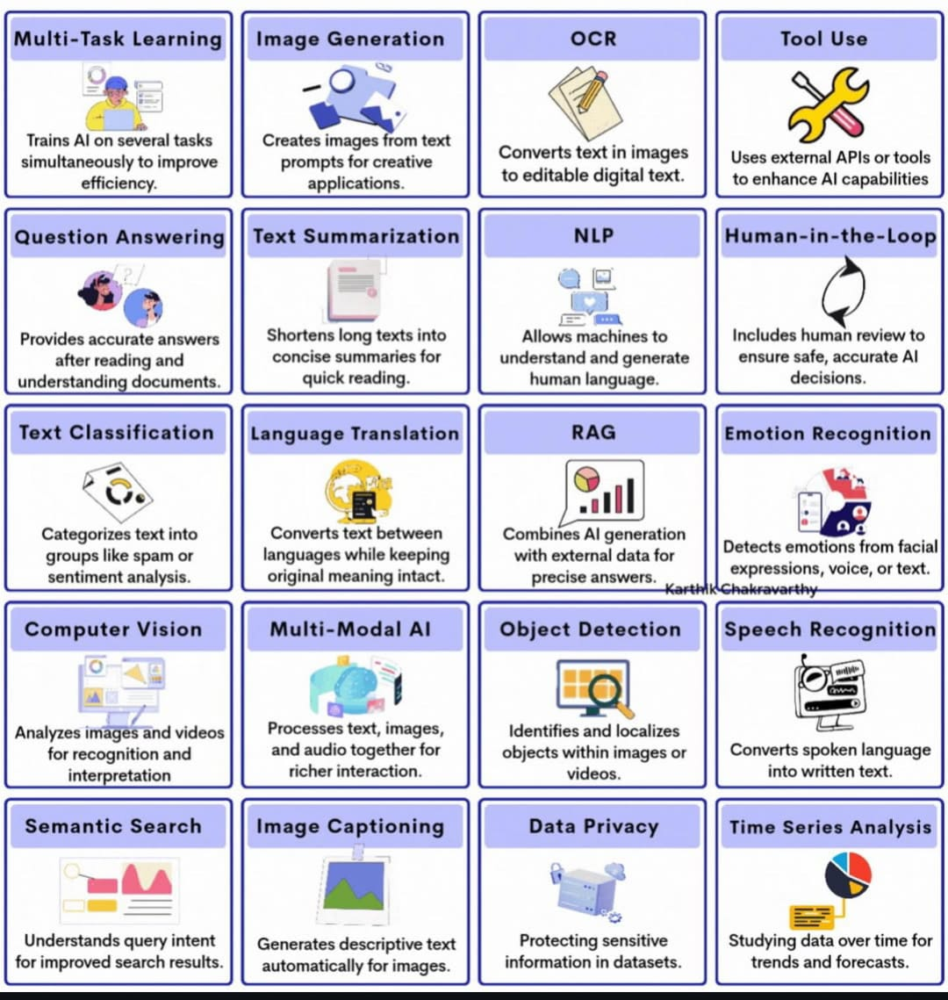 Multi-Task Learning
Trains AI on several tasks
simultaneously to improve
efficiency.
Image Generation
Creates images from text
prompts for creative
applications.
OCR
Converts text in images
to editable digital text.
Tool Use
Uses external APIs or tools
to enhance AI capabilities
Question Answering
?
Provides accurate answers
after reading and
understanding documents.
Text Summarization
Shortens long texts into
concise summaries for
quick reading.
NLP
Allows machines to
understand and generate
human language.
Human-in-the-Loop
Includes human review to
ensure safe, accurate AI
decisions.
Text Classification
Categorizes text into
groups like spam or
sentiment analysis.
Language Translation
Converts text between
languages while keeping
original meaning intact.
RAG
Combines AI generation
with external data for
precise answers.
Emotion Recognition
Detects emotions from facial
expressions, voice, or text.
Karthik Chakravarthy
Computer Vision
Analyzes images and videos
for recognition and
interpretation
Multi-Modal AI
Processes text, images,
and audio together for
richer interaction.
Object Detection
Identifies and localizes
objects within images or
videos.
Speech Recognition
Converts spoken language
into written text.
Semantic Search
Understands query intent
for improved search results.
Image Captioning
Generates descriptive text
automatically for images.
Data Privacy
Protecting sensitive
information in datasets.
Time Series Analysis
Studying data over time for
trends and forecasts.